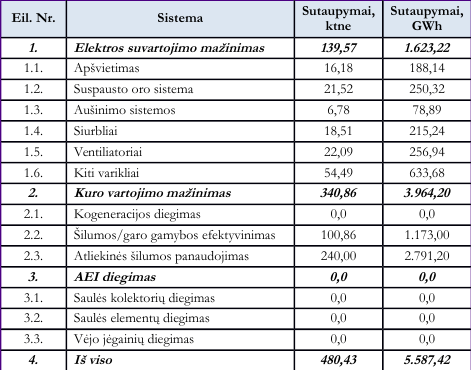 Eil. Nr. Sistema Sutaupymai, ktne Sutaupymai, GWh
1. Elektros suvartojimo mažinimas 139,57 1.623,22
1.1. Apšvietimas 16,18 188,14
1.2. Suspausto oro sistema 21,52 250,32
1.3. Aušinimo sistemos 6,78 78,89
1.4. Siurbliai 18,51 215,24
1.5. Ventiliatoriai 22,09 256,94
1.6. Kiti varikliai 54,49 633,68
2. Kuro vartojimo mažinimas 340,86 3.964,20
2.1. Kogeneracijos diegimas 0,0 0,0
2.2. Šilumos/garo gamybos efektyvinimas 100,86 1.173,00
2.3. Atliekinės šilumos panaudojimas 240,00 2.791,20
3. AEI diegimas 0,0 0,0
3.1. Saulės kolektorių diegimas 0,0 0,0
3.2. Saulės elementų diegimas 0,0 0,0
3.3. Vėjo jėgainių diegimas 0,0 0,0
4. Iš viso 480,43 5.587,42